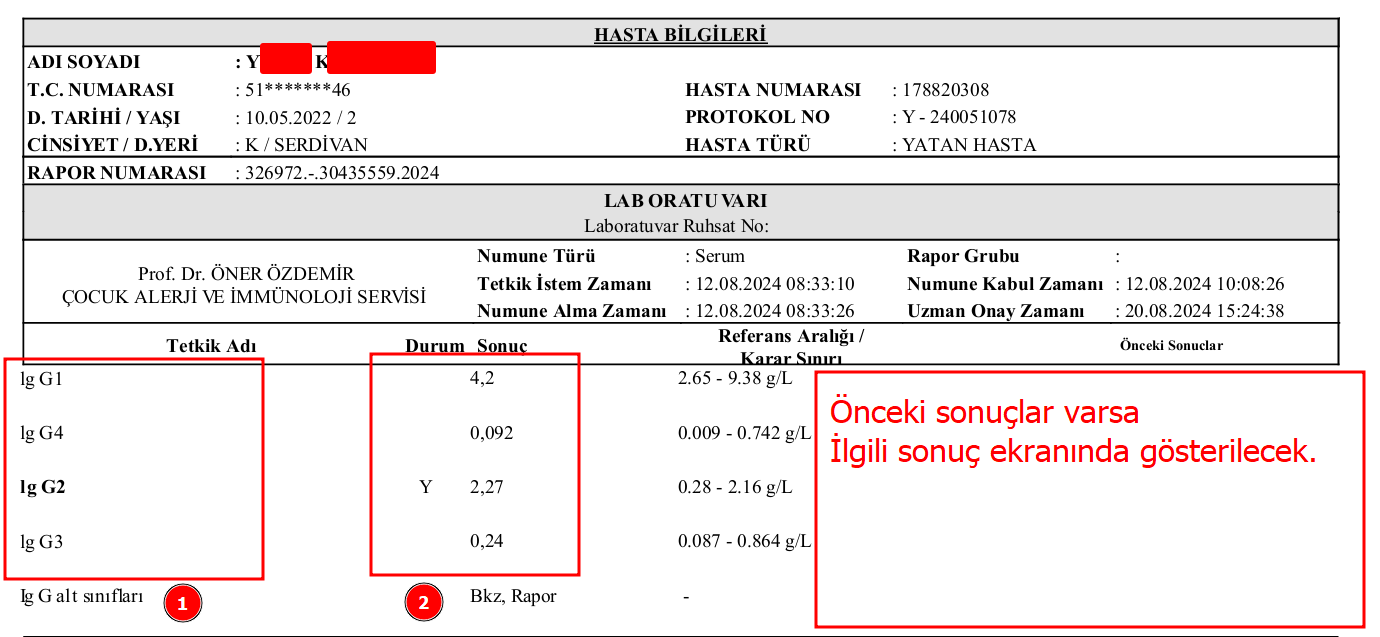 HASTA BİLGİLERİ
ADI SOYADI : Y K
T.C. NUMARASI : 51*******46 HASTA NUMARASI : 178820308
D. TARİHİ / YAŞI : 10.05.2022 / 2 PROTOKOL NO : Y - 240051078
CİNSİYET / D.YERİ : K / SERDİVAN HASTA TÜRÜ : YATAN HASTA
RAPOR NUMARASI : 326972.-.30435559.2024
LABORATUVARI
Laboratuvar Ruhsat No:
Prof. Dr. ÖNER ÖZDEMİR
ÇOCUK ALERJİ VE İMMÜNOLOJİ SERVİSİ
Numune Türü : Serum Rapor Grubu :
Tetkik İstem Zamanı : 12.08.2024 08:33:10 Numune Kabul Zamanı : 12.08.2024 10:08:26
Numune Alma Zamanı : 12.08.2024 08:33:26 Uzman Onay Zamanı : 20.08.2024 15:24:38
Tetkik Adı Durum Sonuç Referans Aralığı / Karar Sınırı Önceki Sonuclar
lg G1 4,2 2.65 - 9.38 g/L
lg G4 0,092 0.009 - 0.742 g/L
lg G2 Y 2,27 0.28 - 2.16 g/L
lg G3 0,24 0.087 - 0.864 g/L
Ig G alt sınıfları Bkz, Rapor -
1
2
Önceki sonuçlar varsa
İlgili sonuç ekranında gösterilecek.